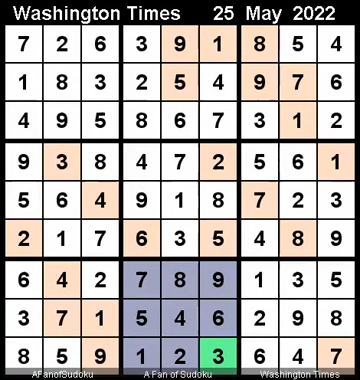 Washington Times 25 May 2022
7 2 6 3 9 1 8 5 4
1 8 3 2 5 4 9 7 6
4 9 5 8 6 7 3 1 2
9 3 8 4 7 2 5 6 1
5 6 4 9 1 8 7 2 3
2 1 7 6 3 5 4 8 9
6 4 2 7 8 9 1 3 5
3 7 1 5 4 6 2 9 8
8 5 9 1 2 3 6 4 7
AFanofSudoku A Fan of Sudoku Washington Times